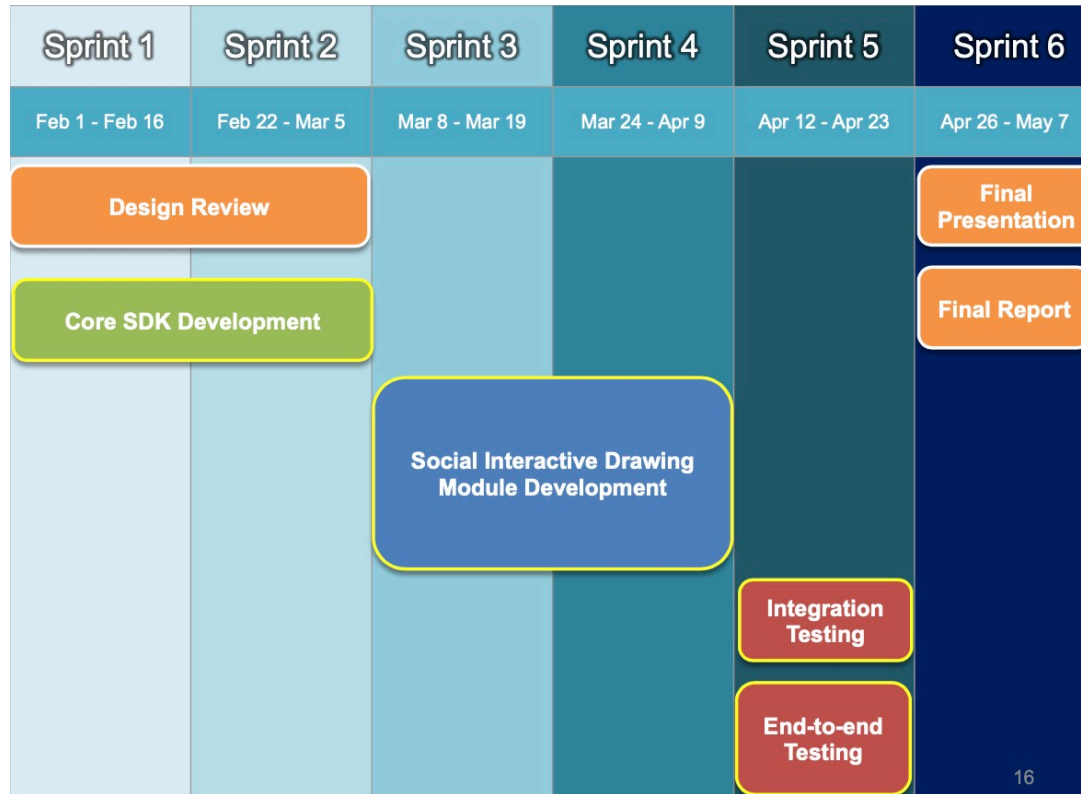 Sprint 1
Sprint 2
Sprint 3
Sprint 4
Sprint 5
Sprint 6
Feb 1 - Feb 16
Feb 22 - Mar 5
Mar 8 - Mar 19
Mar 24 - Apr 9
Apr 12 - Apr 23
Apr 26 - May 7
Design Review
Final
Presentation
Core SDK Development
Final Report
Social Interactive Drawing
Module Development
Integration
Testing
End-to-end
Testing
16